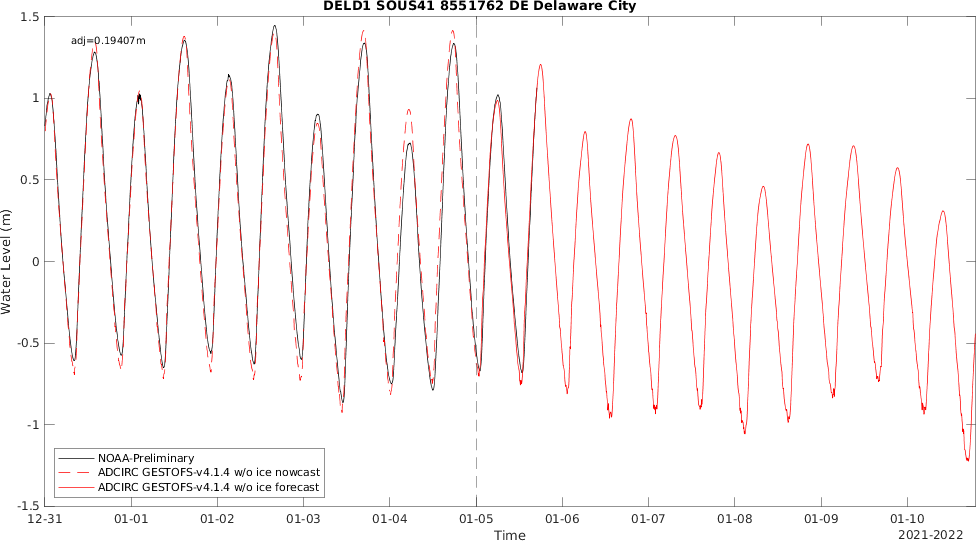 DELD1 SOUS41 8551762 DE Delaware City
adj=0.19407m
Water Level (m)
1.5
1
0.5
0
-0.5
-1
-1.5
NOAA-Preliminary
ADCIRC GESTOFS-v4.1.4 w/o ice nowcast
ADCIRC GESTOFS-v4.1.4 w/o ice forecast
12-31 01-01 01-02 01-03 01-04 01-05 01-06 01-07 01-08 01-09 01-10
Time
2021-2022